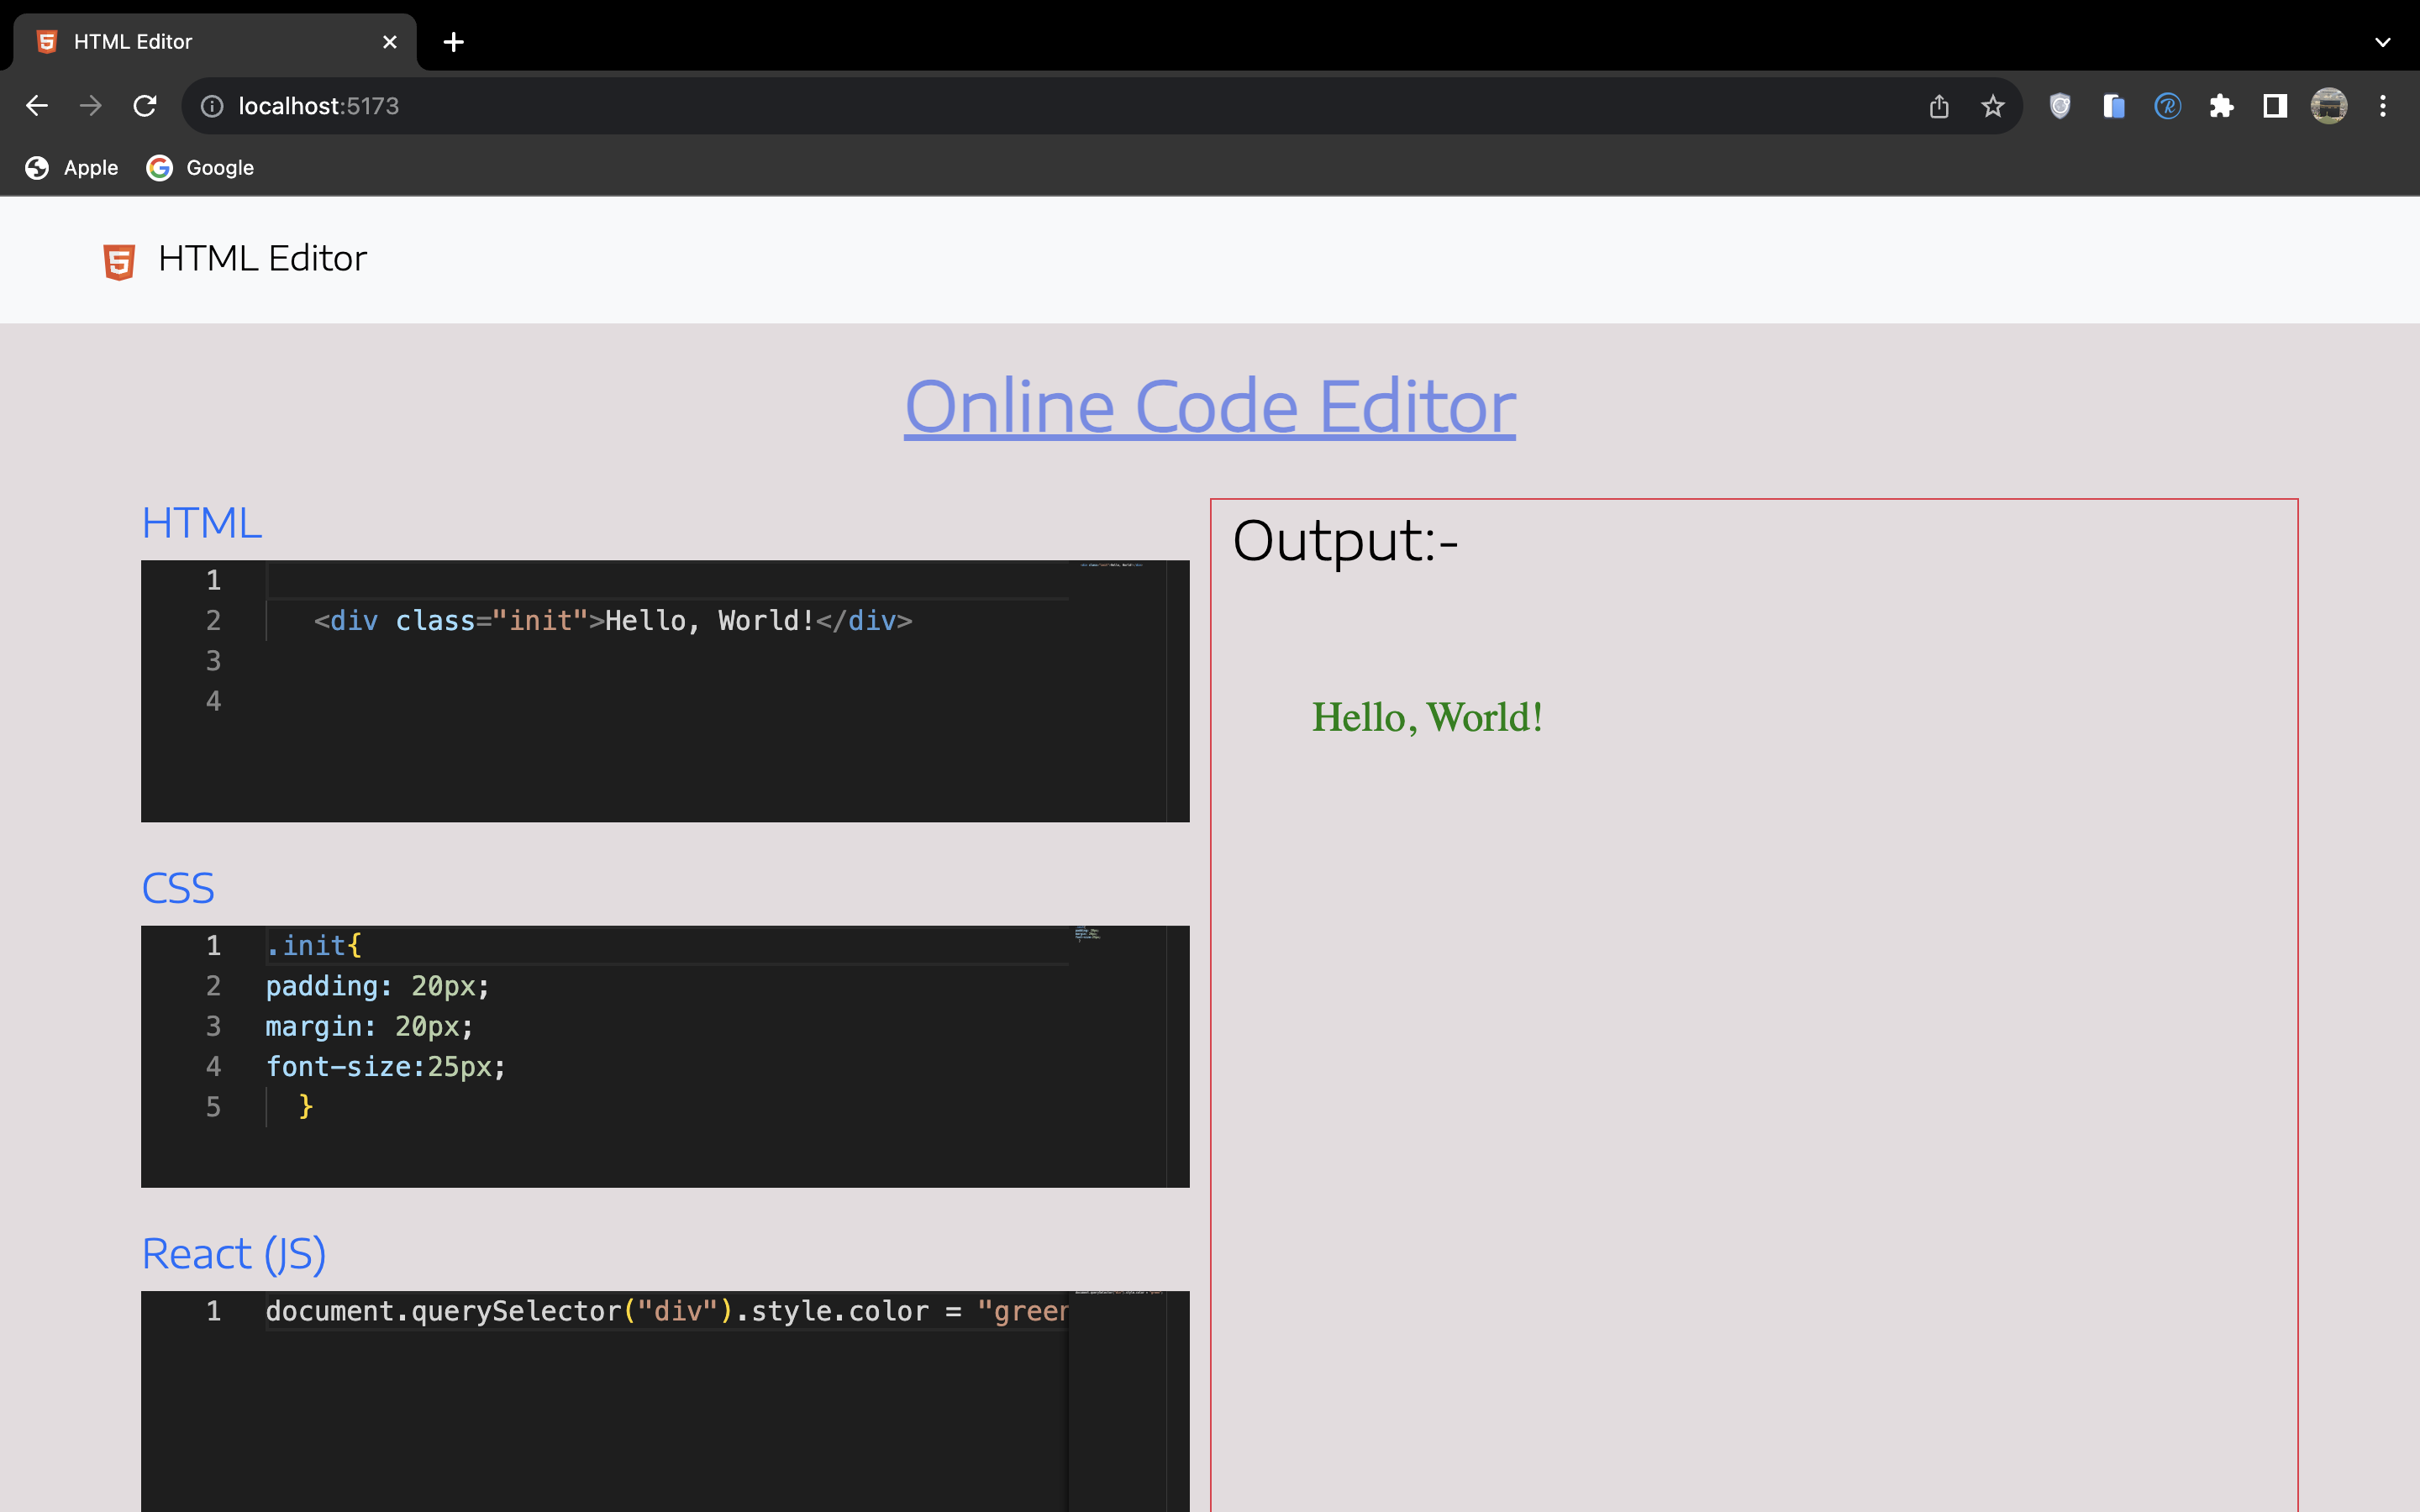 HTML Editor
localhost:5173
Apple
Google
HTML Editor
Online Code Editor
HTML
1
2 <div class="init">Hello, World!</div>
3
4
CSS
1 .init{
2 padding: 20px;
3 margin: 20px;
4 font-size:25px;
5 }
React (JS)
1 document.querySelector("div").style.color = "green
Output:-
Hello, World!